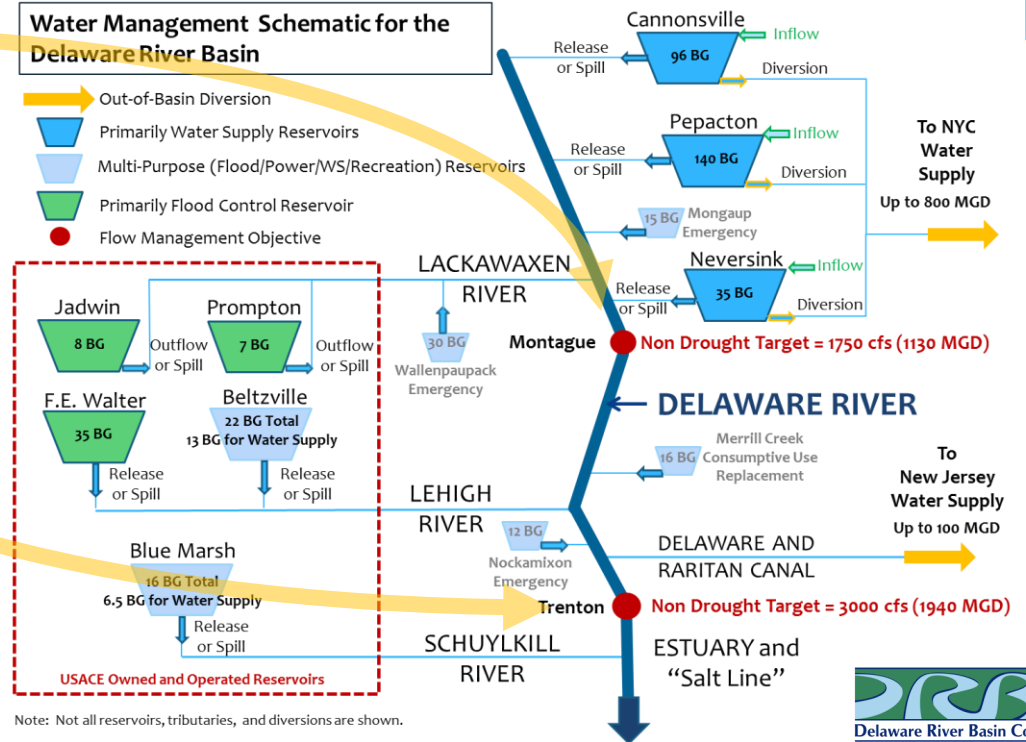 Water Management Schematic for the
Delaware River Basin
Out-of-Basin Diversion
Primarily Water Supply Reservoirs
Multi-Purpose (Flood/Power/WS/Recreation) Reservoirs
Primarily Flood Control Reservoir
Flow Management Objective
Cannonsville
Inflow
Release
or Spill
96 BG
Diversion
Pepacton
Inflow
Release
or Spill
140 BG
Diversion
To NYC
Water
Supply
Up to 800 MGD
15 BG
Mongaup
Emergency
Neversink
Inflow
Release
or Spill
35 BG
Diversion
LACKAWAXEN
RIVER
Jadwin
8 BG
Outflow
or Spill
Prompton
7 BG
Outflow
or Spill
30 BG
Wallenpaupack
Emergency
Montague
Non Drought Target = 1750 cfs (1130 MGD)
F.E. Walter
35 BG
Release
or Spill
Beltzville
22 BG Total
13 BG for Water Supply
Release
or Spill
DELAWARE RIVER
16 BG
Merrill Creek
Consumptive Use
Replacement
LEHIGH
RIVER
To
New Jersey
Water Supply
Up to 100 MGD
12 BG
Nockamixon
Emergency
DELAWARE AND
RARITAN CANAL
Blue Marsh
16 BG Total
6.5 BG for Water Supply
Release
or Spill
Trenton
Non Drought Target = 3000 cfs (1940 MGD)
SCHUYLKILL
RIVER
ESTUARY and
“Salt Line”
USACE Owned and Operated Reservoirs
Note: Not all reservoirs, tributaries, and diversions are shown.
DRB
Delaware River Basin Co